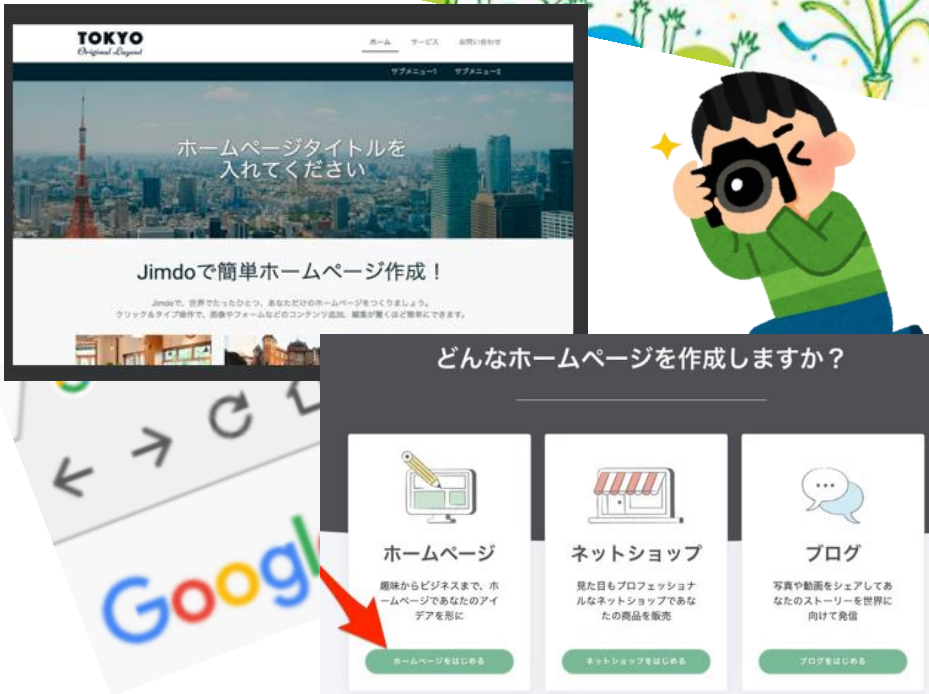 TOKYO
Original Layout
ホーム サービス お問い合わせ
サブメニュー1 サブメニュー2
ホームページタイトルを
入れてください
Jimdoで簡単ホームページ作成！
Jimdoで、世界でたったひとつ、あなただけのホームページをつくりましょう。
クリック&タイプ操作で、画像やフォームなどのコンテンツ追加、編集が驚くほど簡単にできます。
どんなホームページを作成しますか？
ホームページ
趣味からビジネスまで、ホ
ームページであなたのアイ
デアを形に
ホームページをはじめる
ネットショップ
見た目もプロフェッショナ
ルなネットショップであな
たの商品を販売
ネットショップをはじめる
ブログ
写真や動画をシェアしてあ
なたのストーリーを世界に
向けて発信
ブログをはじめる
Googl